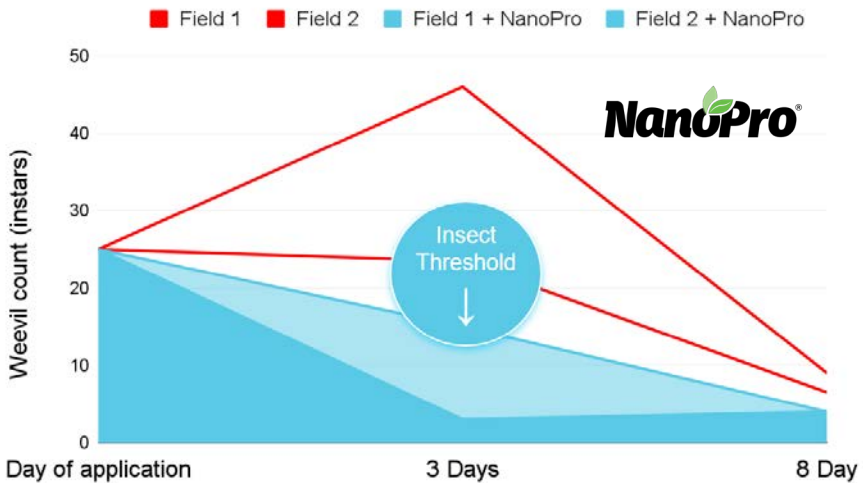 Field 1 Field 2 Field 1 + NanoPro Field 2 + NanoPro
50
NanoPro®
40
Weevil count (instars)
30
Insect
Threshold
20
10
0
Day of application 3 Days 8 Day